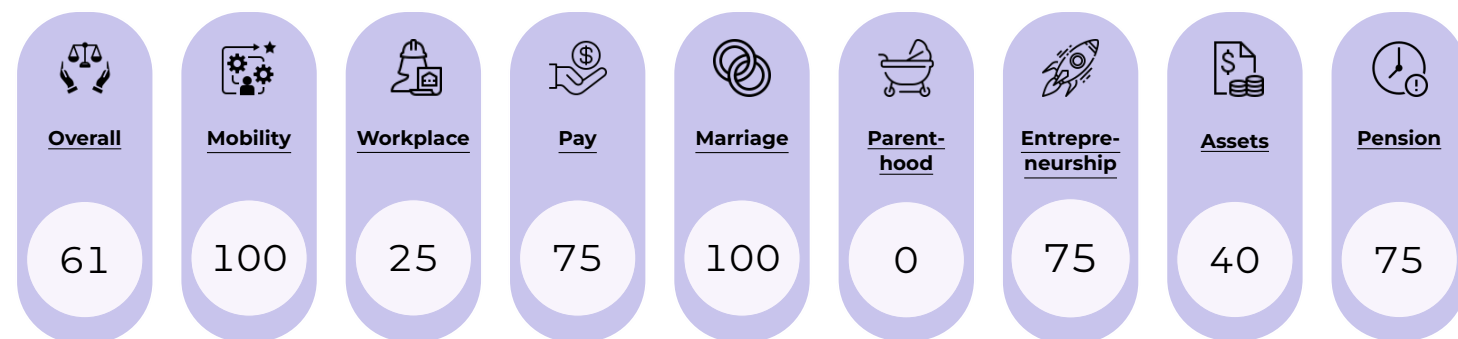 Overall
61
Mobility
100
Workplace
25
$
Pay
75
Marriage
100
Parent-
hood
0
Entrepre-
neurship
75
$
Assets
40
!
Pension
75